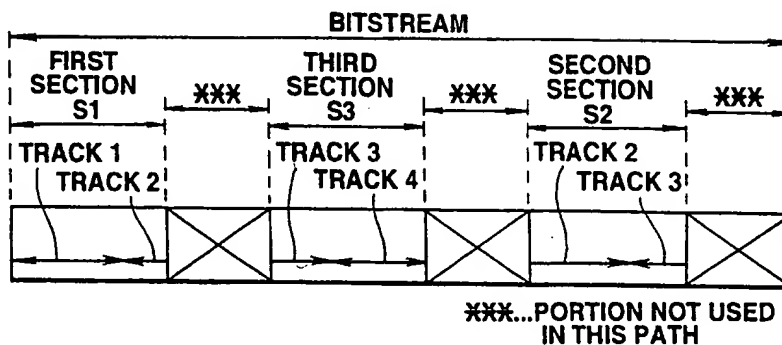 BITSTREAM
FIRST
SECTION
S1
XXX
THIRD
SECTION
S3
XXX
SECOND
SECTION
S2
XXX
TRACK 1
TRACK 2
TRACK 3
TRACK 4
TRACK 2
TRACK 3
XXX...PORTION NOT USED
IN THIS PATH